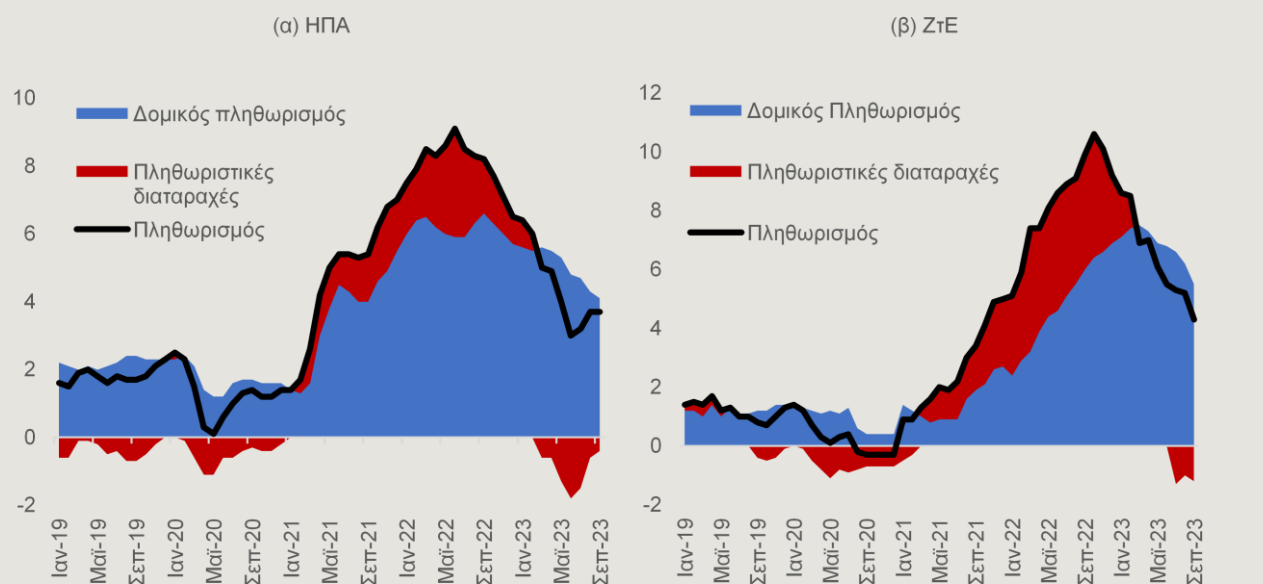 (α) ΗΠΑ
10
8
6
4
2
0
-2
Δομικός πληθωρισμός
Πληθωριστικές
διαταραχές
Πληθωρισμός
Ιαν-19
Μαϊ-19
Σεπ-19
Ιαν-20
Μαϊ-20
Σεπ-20
Ιαν-21
Μαϊ-21
Σεπ-21
Ιαν-22
Μαϊ-22
Σεπ-22
Ιαν-23
Μαϊ-23
Σεπ-23
(β) ΖτΕ
12
10
8
6
4
2
0
-2
Δομικός Πληθωρισμός
Πληθωριστικές διαταραχές
Πληθωρισμός
Ιαν-19
Μαϊ-19
Σεπ-19
Ιαν-20
Μαϊ-20
Σεπ-20
Ιαν-21
Μαϊ-21
Σεπ-21
Ιαν-22
Μαϊ-22
Σεπ-22
Ιαν-23
Μαϊ-23
Σεπ-23